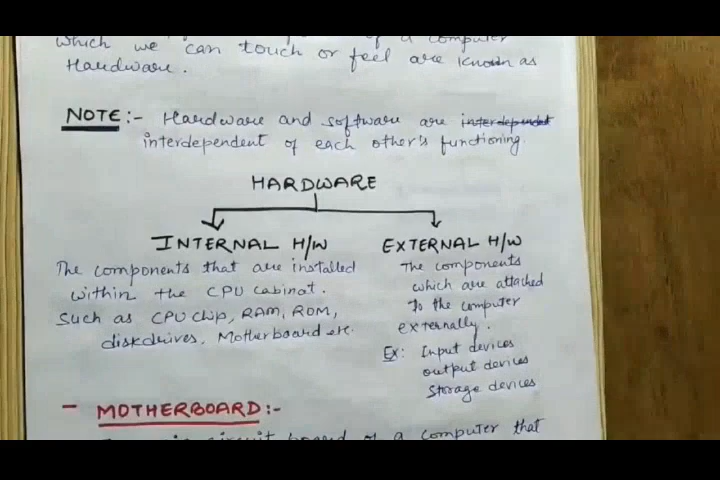 which we can touch or feel are known as
Hardware.
NOTE:- Hardware and software are
interdependent of each other's functioning
HARDWARE
INTERNAL H/W
The components that are installed
within the CPU cabinat.
Such as CPU chip, RAM, ROM,
diskdrives, Motherboard etc.
EXTERNAL H/W
The components
which are attached
to the computer
externally.
Ex: Input devices
output devices
Storage devices
- MOTHERBOARD:-
circuit board of a computer that